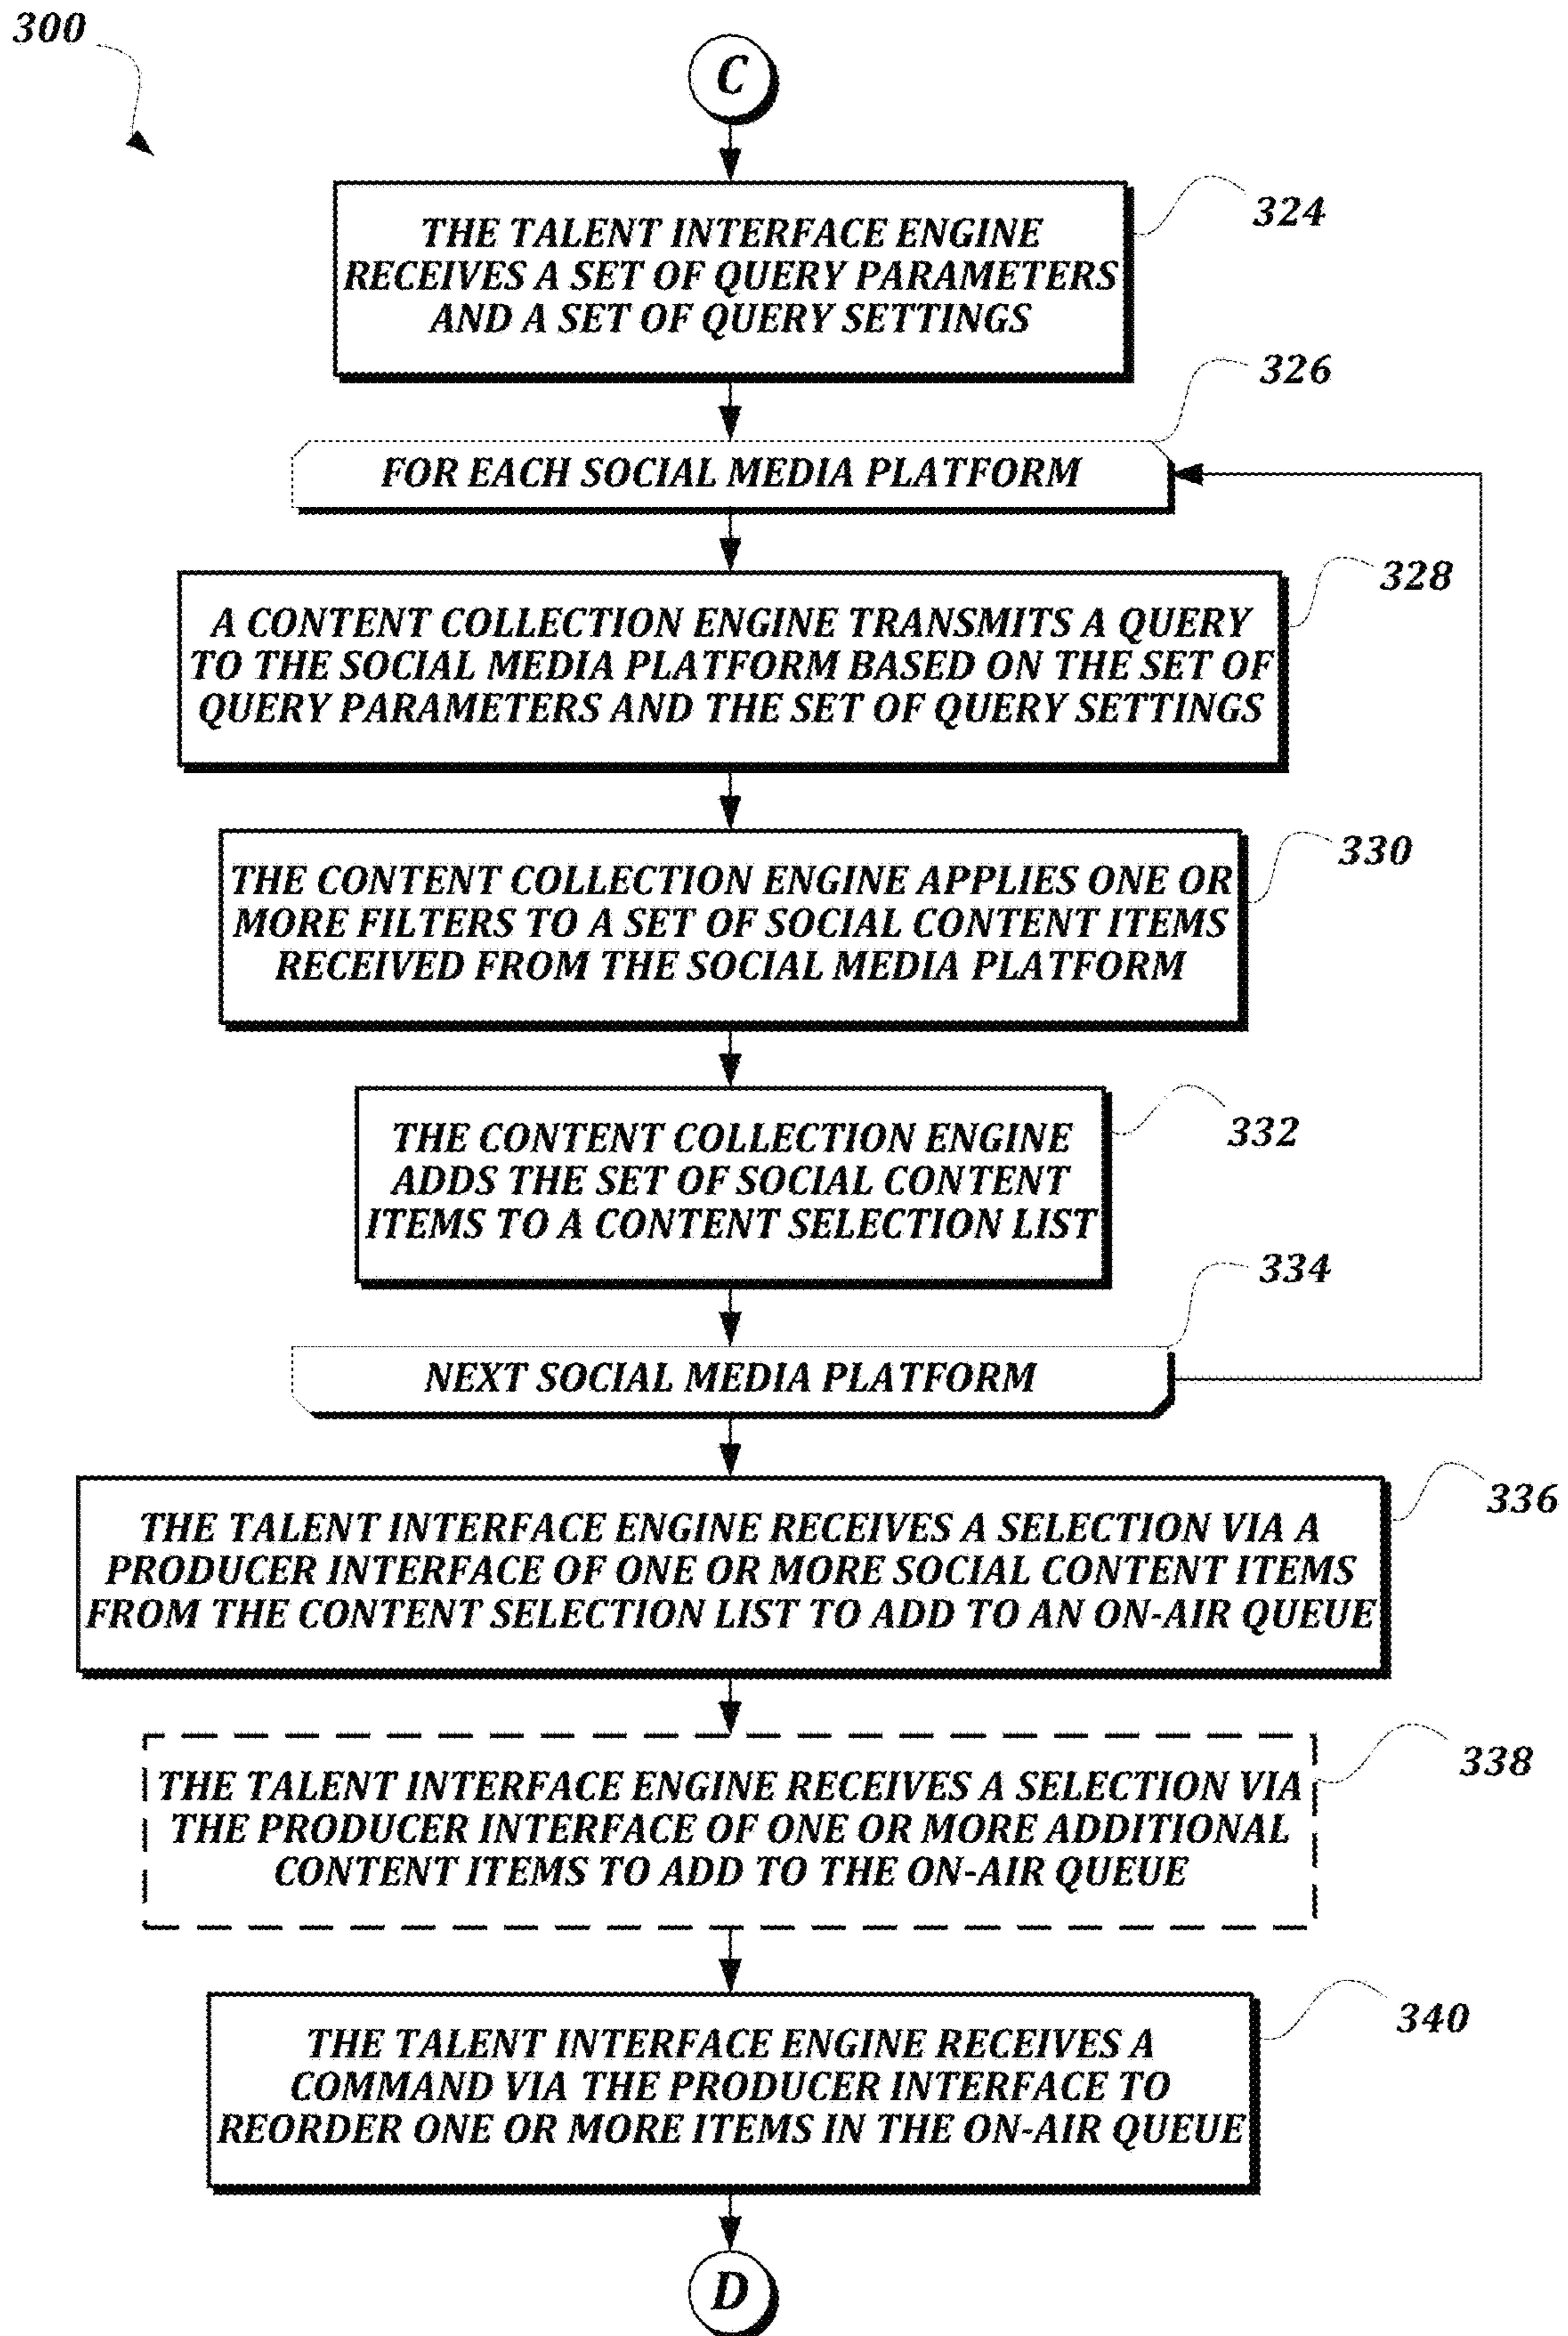 300
C
THE TALENT INTERFACE ENGINE
RECEIVES A SET OF QUERY PARAMETERS
AND A SET OF QUERY SETTINGS
324
326
FOR EACH SOCIAL MEDIA PLATFORM
328
A CONTENT COLLECTION ENGINE TRANSMITS A QUERY
TO THE SOCIAL MEDIA PLATFORM BASED ON THE SET OF
QUERY PARAMETERS AND THE SET OF QUERY SETTINGS
330
THE CONTENT COLLECTION ENGINE APPLIES ONE OR
MORE FILTERS TO A SET OF SOCIAL CONTENT ITEMS
RECEIVED FROM THE SOCIAL MEDIA PLATFORM
332
THE CONTENT COLLECTION ENGINE
ADDS THE SET OF SOCIAL CONTENT
ITEMS TO A CONTENT SELECTION LIST
334
NEXT SOCIAL MEDIA PLATFORM
336
THE TALENT INTERFACE ENGINE RECEIVES A SELECTION VIA A
PRODUCER INTERFACE OF ONE OR MORE SOCIAL CONTENT ITEMS
FROM THE CONTENT SELECTION LIST TO ADD TO AN ON-AIR QUEUE
338
THE TALENT INTERFACE ENGINE RECEIVES A SELECTION VIA
THE PRODUCER INTERFACE OF ONE OR MORE ADDITIONAL
CONTENT ITEMS TO ADD TO THE ON-AIR QUEUE
340
THE TALENT INTERFACE ENGINE RECEIVES A
COMMAND VIA THE PRODUCER INTERFACE TO
REORDER ONE OR MORE ITEMS IN THE ON-AIR QUEUE
D